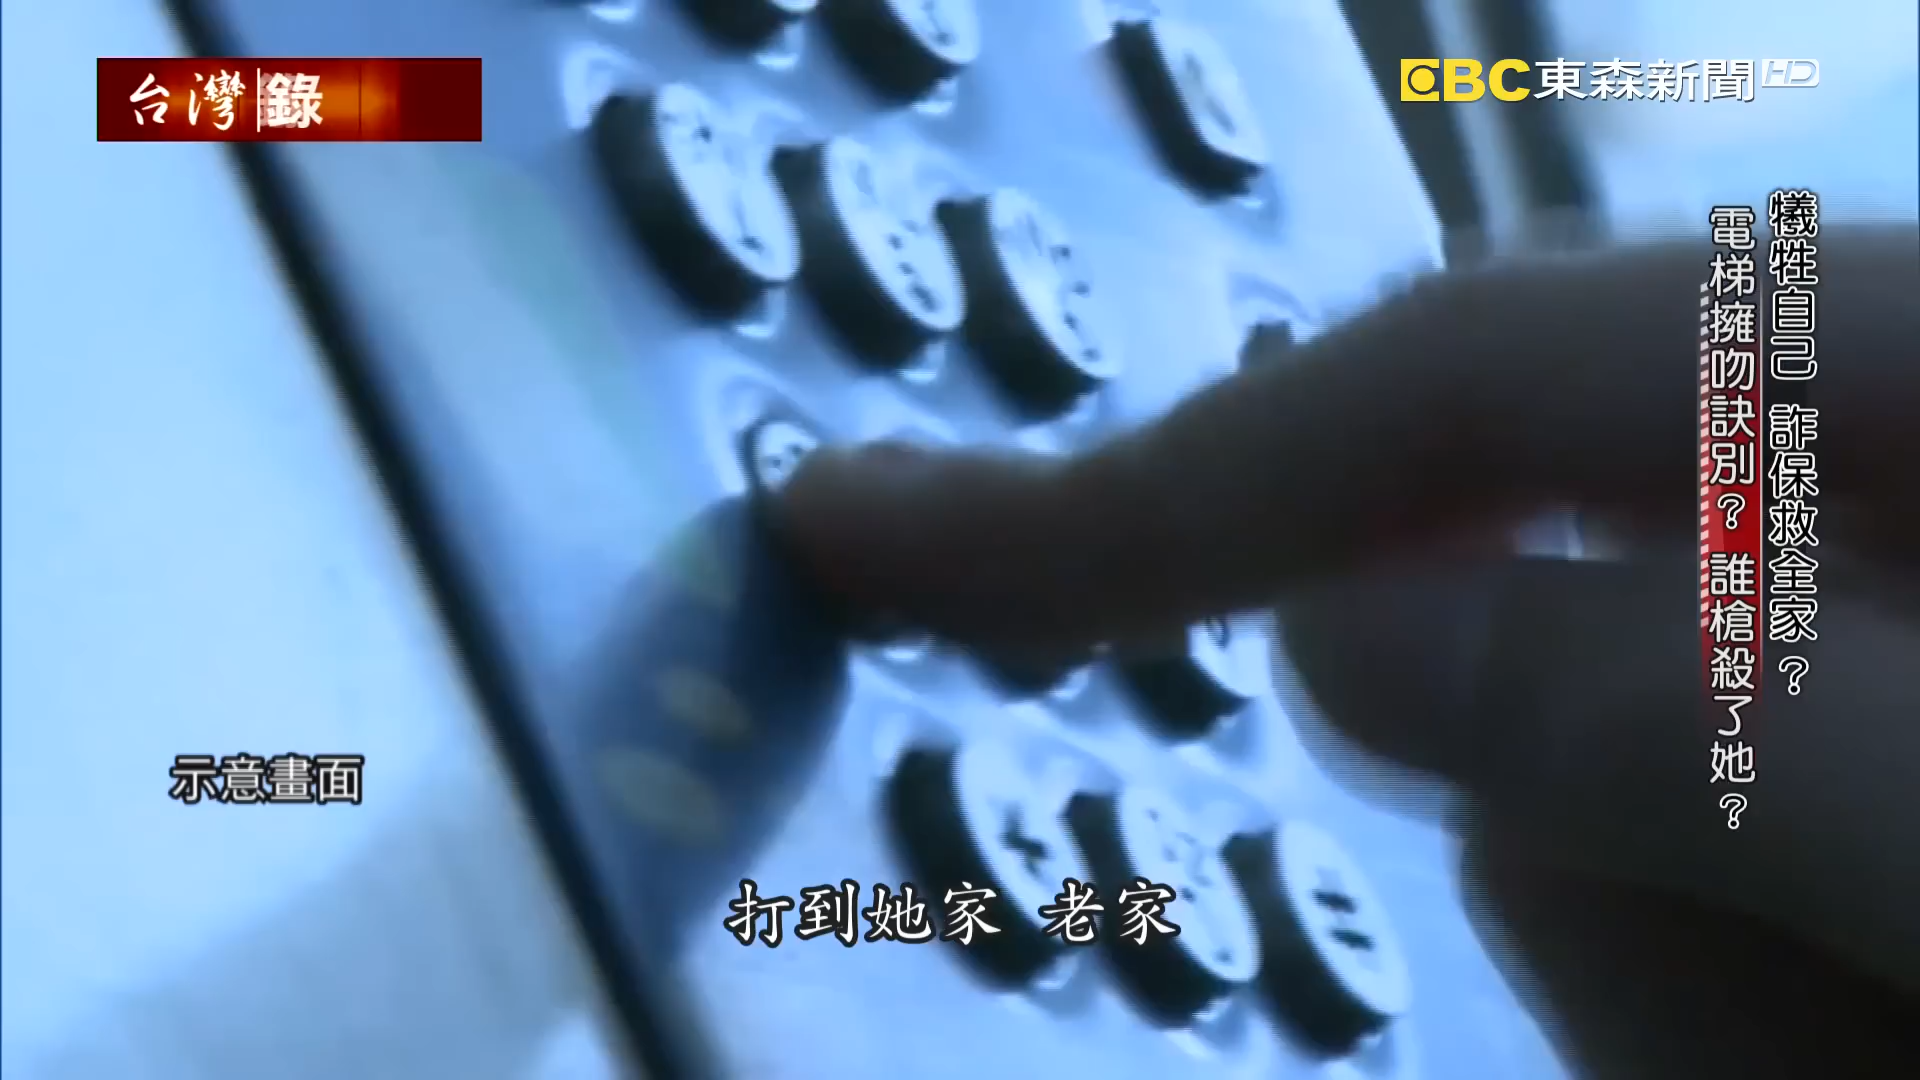 台灣錄
EBC東森新聞HD
犧牲自己 詐保救全家？
電梯擁吻訣別？ 誰槍殺了她？
示意畫面
打到她家 老家